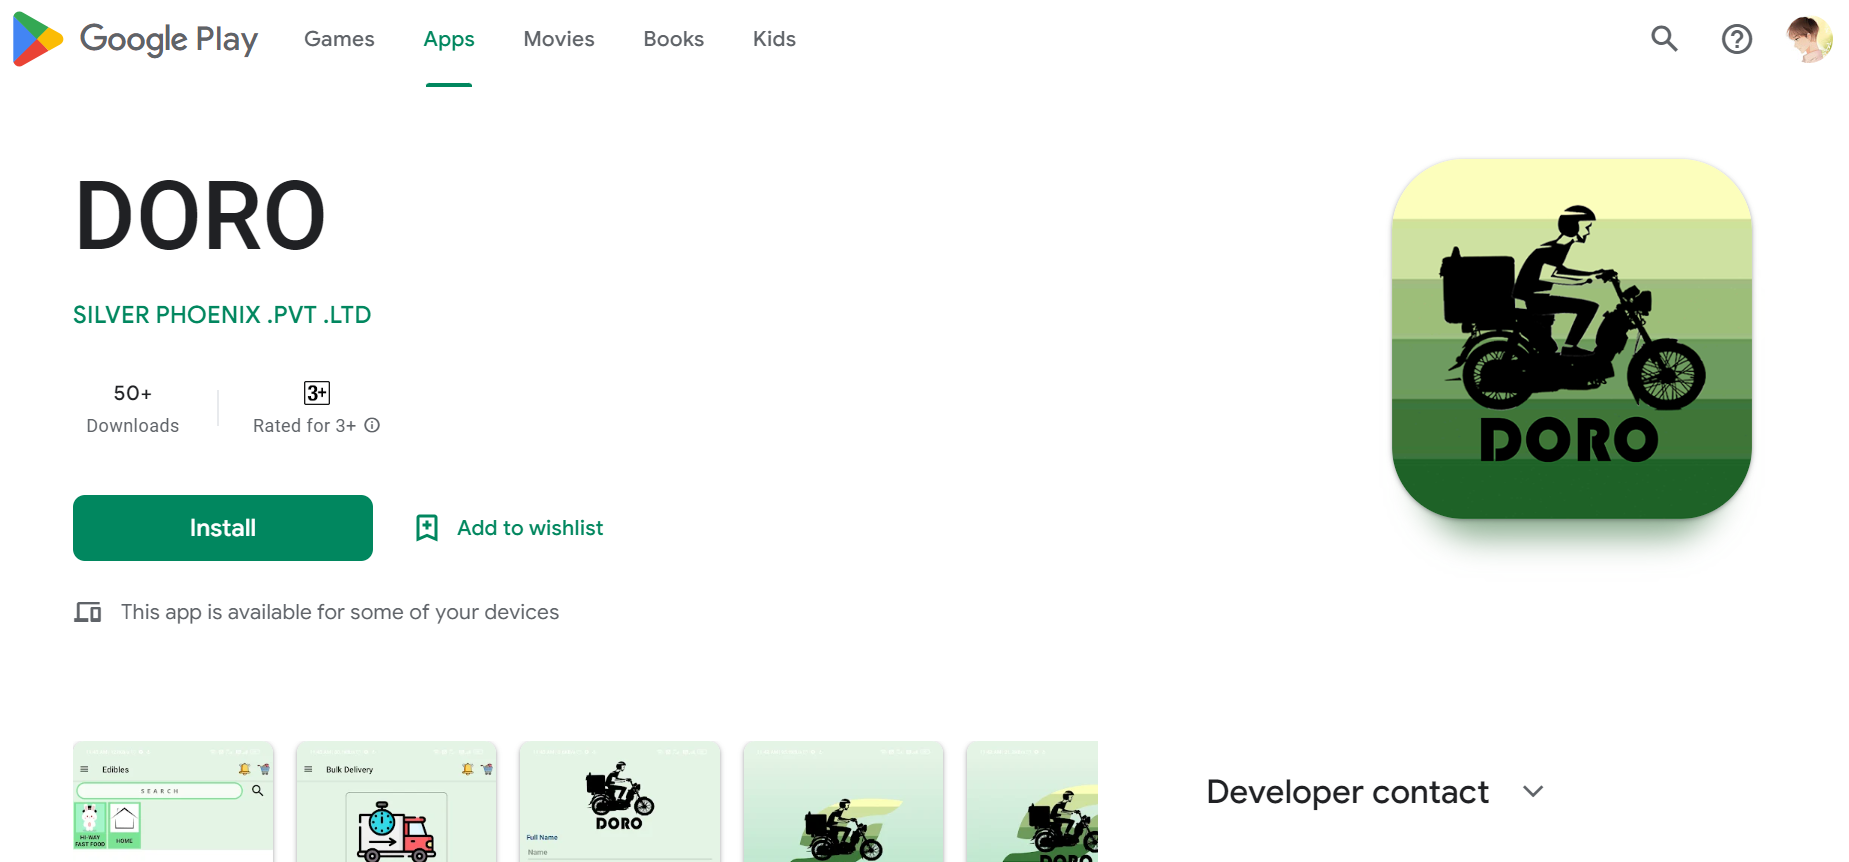 Google Play Games Apps Movies Books Kids
DORO
SILVER PHOENIX .PVT .LTD
50+
Downloads
3+
Rated for 3+
Install
Add to wishlist
This app is available for some of your devices
DORO
Edibles
SEARCH
HI-WAY
FAST FOOD
HOME
Bulk Delivery
DORO
Full Name
Name
DORO
Developer contact